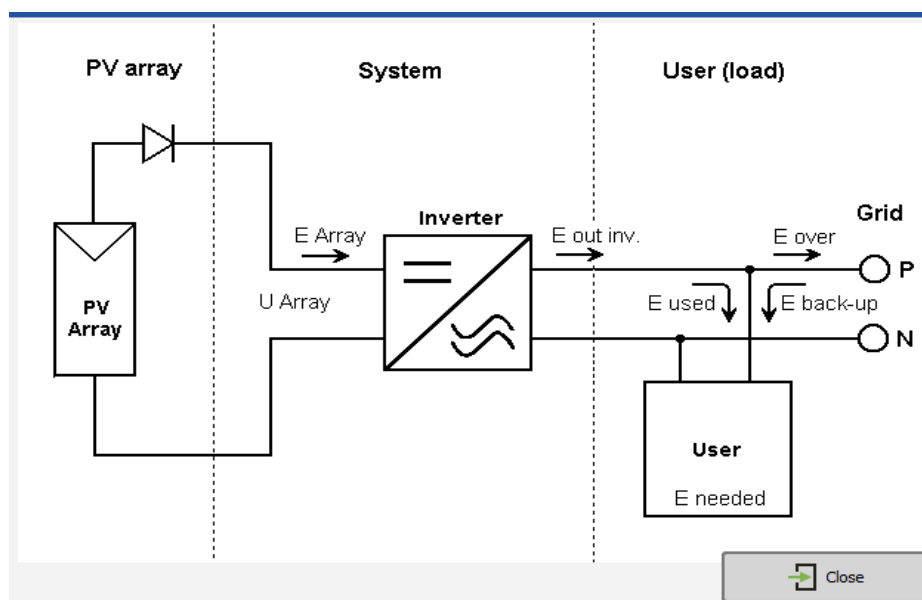 PV array
System
User (load)
Inverter
Grid
E Array
E out inv.
E over
P
U Array
E used
E back-up
PV
Array
N
User
E needed
Close